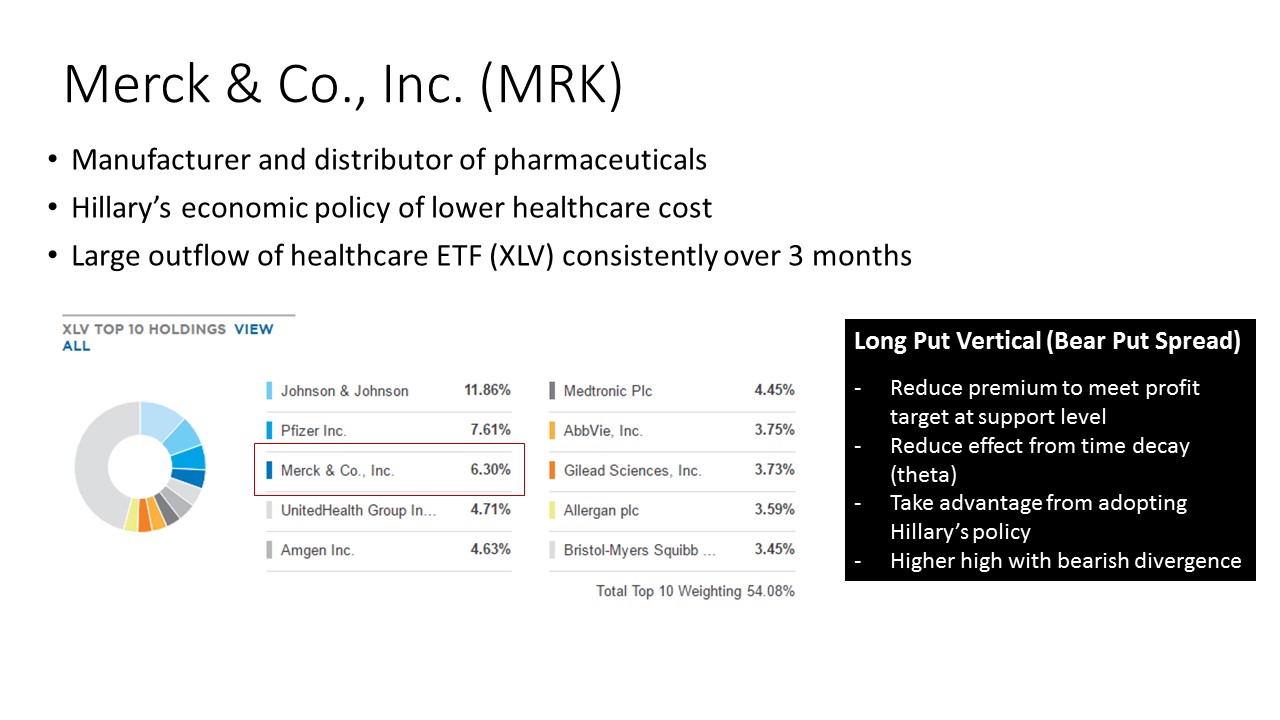 Merck & Co., Inc. (MRK)
• Manufacturer and distributor of pharmaceuticals
• Hillary’s economic policy of lower healthcare cost
• Large outflow of healthcare ETF (XLV) consistently over 3 months
XLV TOP 10 HOLDINGS VIEW
ALL
Johnson & Johnson 11.86%
Pfizer Inc. 7.61%
Merck & Co., Inc. 6.30%
UnitedHealth Group In... 4.71%
Amgen Inc. 4.63%
Medtronic Plc 4.45%
AbbVie, Inc. 3.75%
Gilead Sciences, Inc. 3.73%
Allergan plc 3.59%
Bristol-Myers Squibb ... 3.45%
Total Top 10 Weighting 54.08%
Long Put Vertical (Bear Put Spread)
- Reduce premium to meet profit
target at support level
- Reduce effect from time decay
(theta)
- Take advantage from adopting
Hillary’s policy
- Higher high with bearish divergence